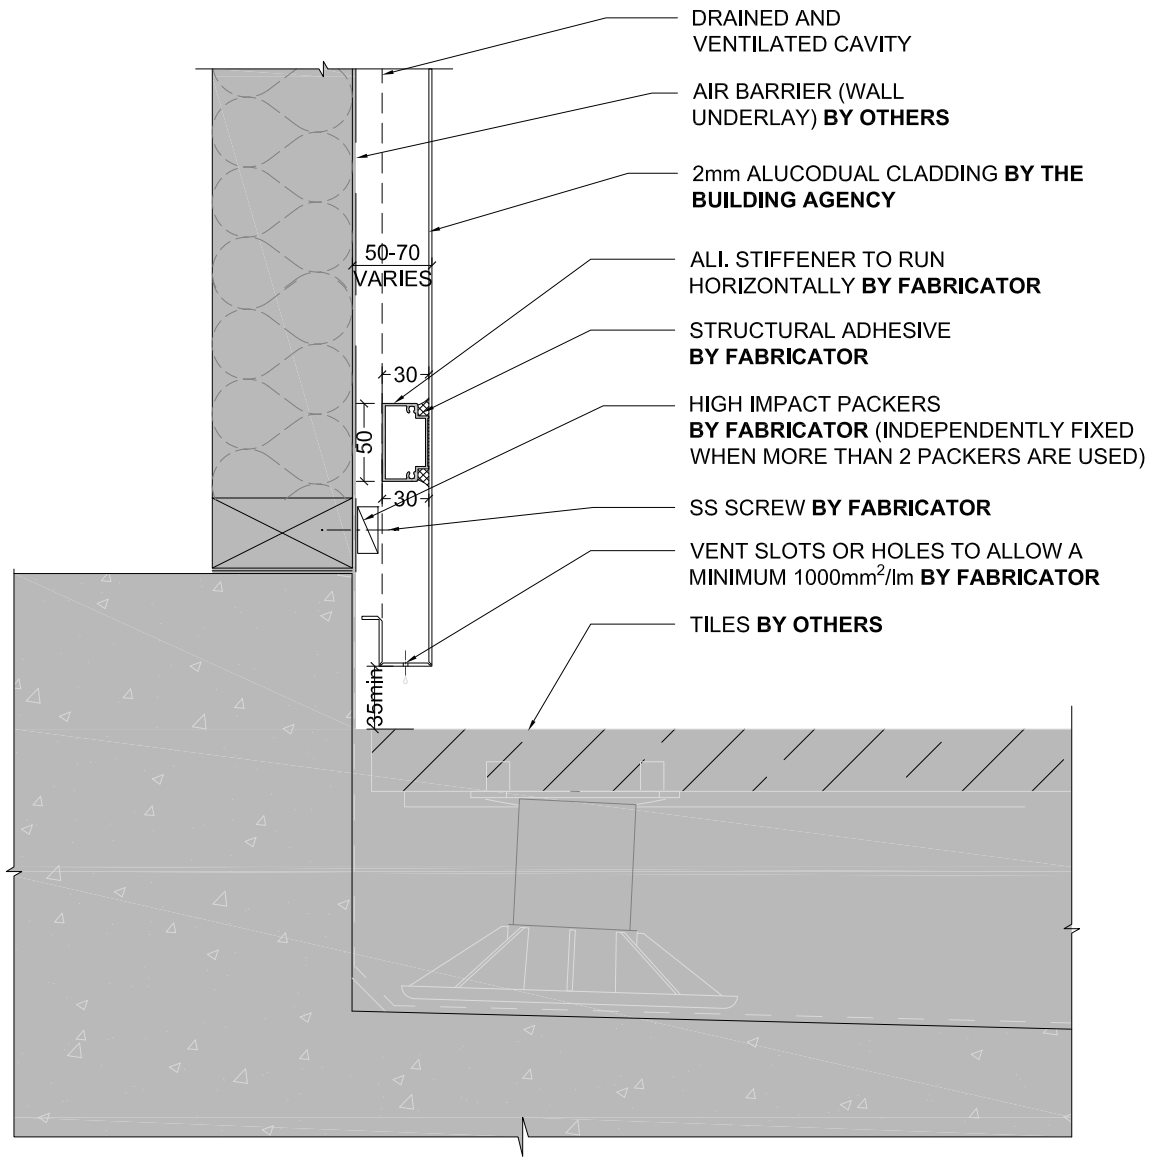 DRAINED AND
VENTILATED CAVITY
AIR BARRIER (WALL
UNDERLAY) BY OTHERS
2mm ALUCODUAL CLADDING BY THE
BUILDING AGENCY
50-70
VARIES
ALI. STIFFENER TO RUN
HORIZONTALLY BY FABRICATOR
STRUCTURAL ADHESIVE
BY FABRICATOR
30
50
30
HIGH IMPACT PACKERS
BY FABRICATOR (INDEPENDENTLY FIXED
WHEN MORE THAN 2 PACKERS ARE USED)
SS SCREW BY FABRICATOR
VENT SLOTS OR HOLES TO ALLOW A
MINIMUM 1000mm²/lm BY FABRICATOR
TILES BY OTHERS
35min